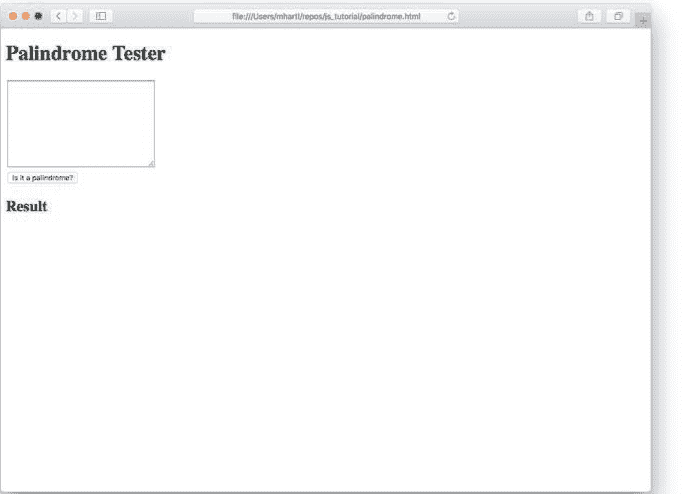 file:///Users/mhartl/repos/js_tutorial/palindrome.html
Palindrome Tester
Is it a palindrome?
Result